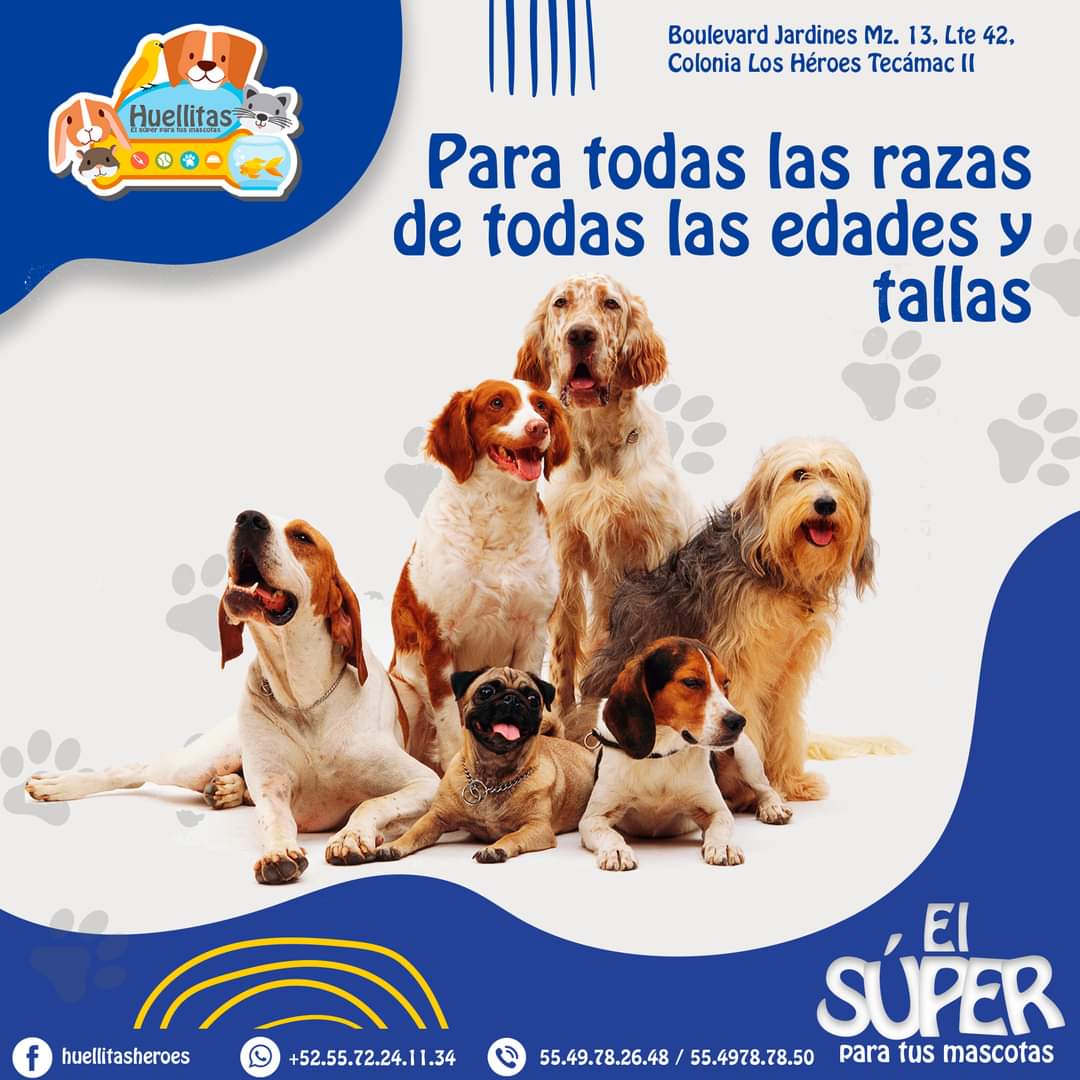 Huellitas
El súper para tus mascotas
Boulevard Jardines Mz. 13, Lte 42,
Colonia Los Héroes Tecámac II
Para todas las razas
de todas las edades y
tallas
El
SÚPER
para tus mascotas
huellitasheroes
+52.55.72.24.11.34
55.49.78.26.48 / 55.4978.78.50